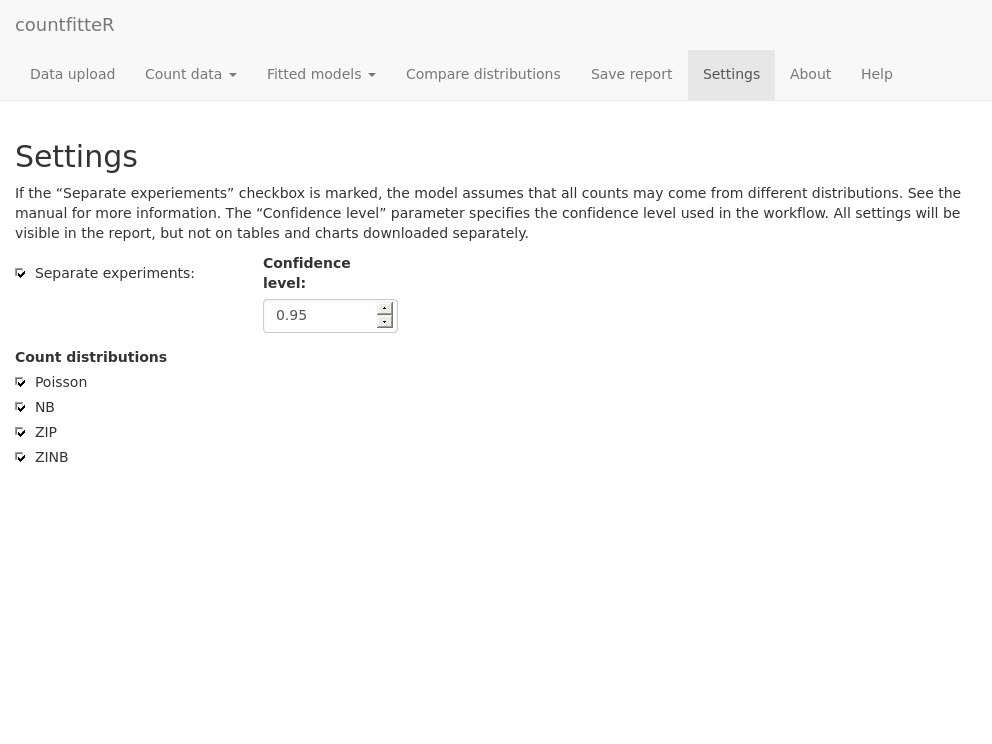 countfitteR
Data upload Count data Fitted models Compare distributions Save report Settings About Help
Settings
If the “Separate experiements” checkbox is marked, the model assumes that all counts may come from different distributions. See the
manual for more information. The “Confidence level” parameter specifies the confidence level used in the workflow. All settings will be
visible in the report, but not on tables and charts downloaded separately.
Separate experiments:
Confidence
level:
0.95
Count distributions
Poisson
NB
ZIP
ZINB